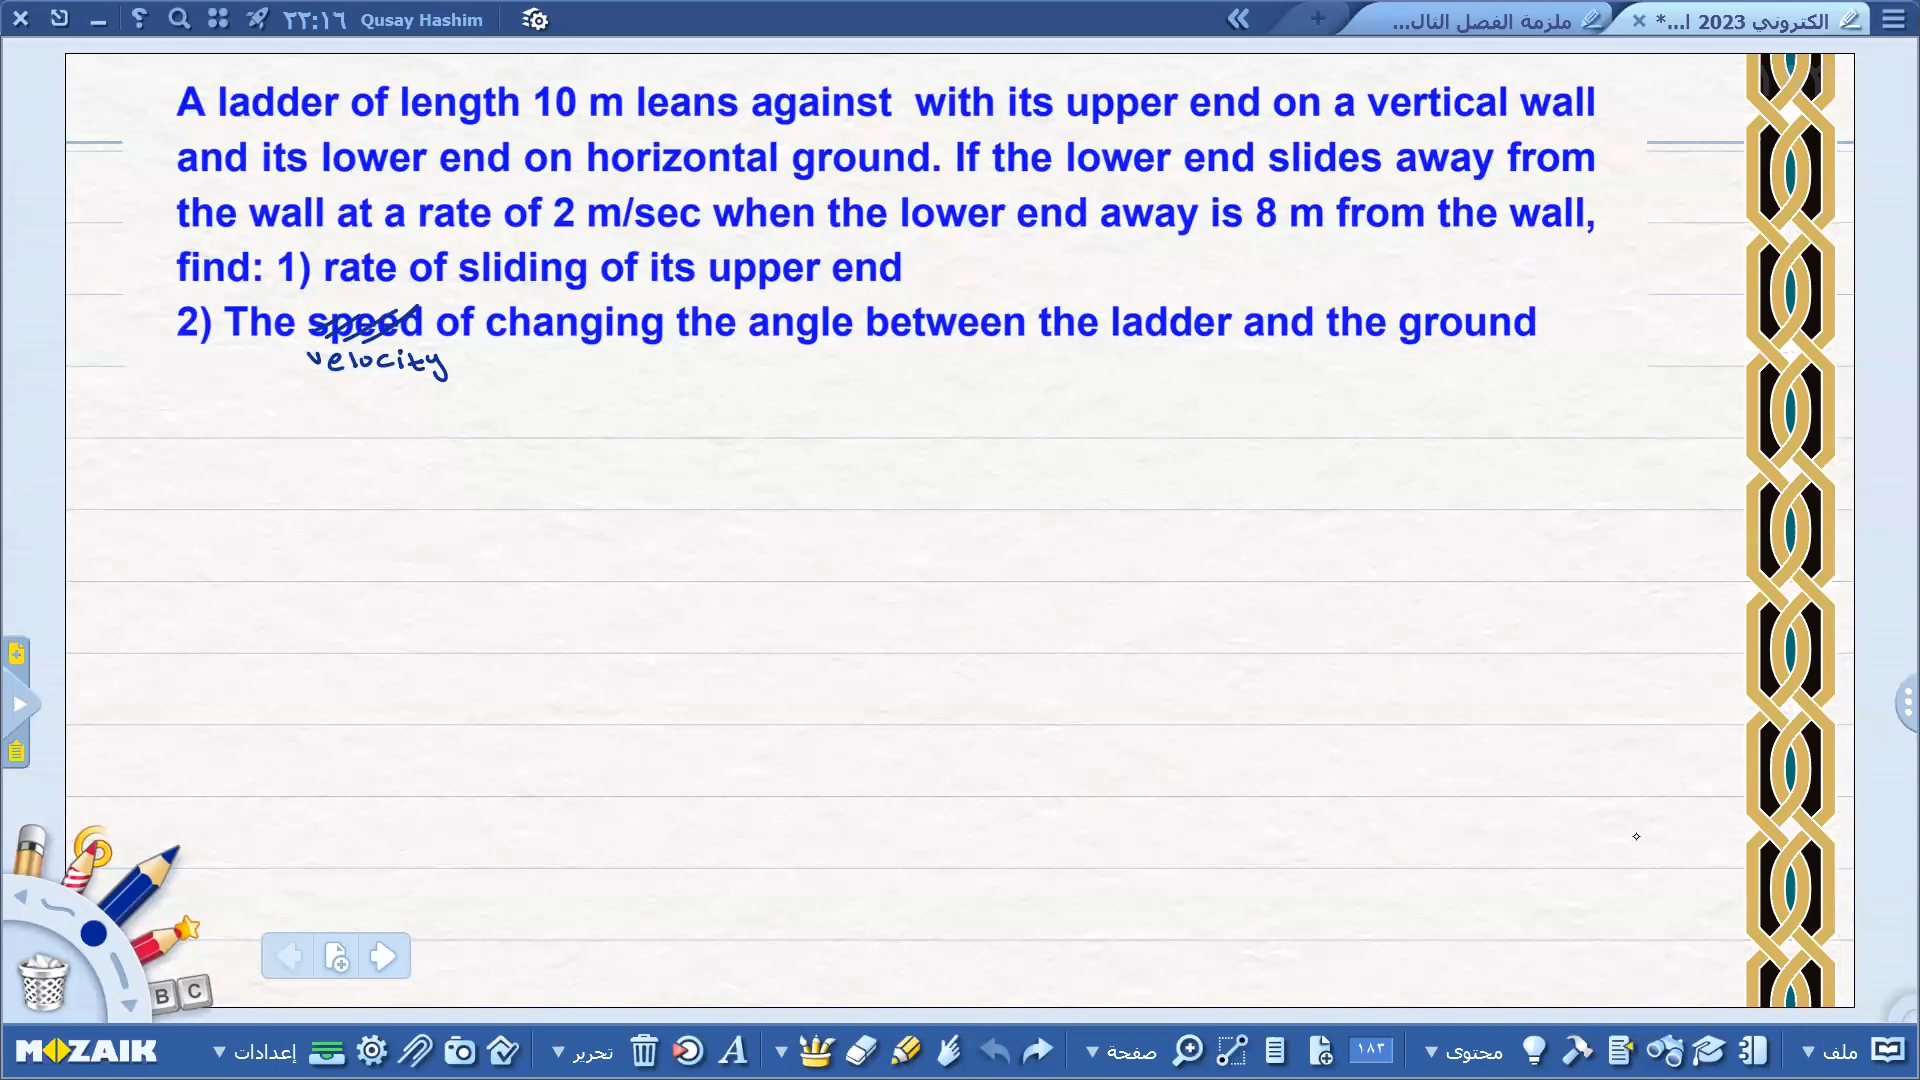 ٢٣:١٦ Qusay Hashim
ملزمة الفصل الثال...
الكتروني 2023 ا...*
A ladder of length 10 m leans against with its upper end on a vertical wall
and its lower end on horizontal ground. If the lower end slides away from
the wall at a rate of 2 m/sec when the lower end away is 8 m from the wall,
find: 1) rate of sliding of its upper end
2) The speed of changing the angle between the ladder and the ground
velocity
B C
MOZAIK
إعدادات
تحرير
A
صفحة
١٨٣
محتوى
ملف